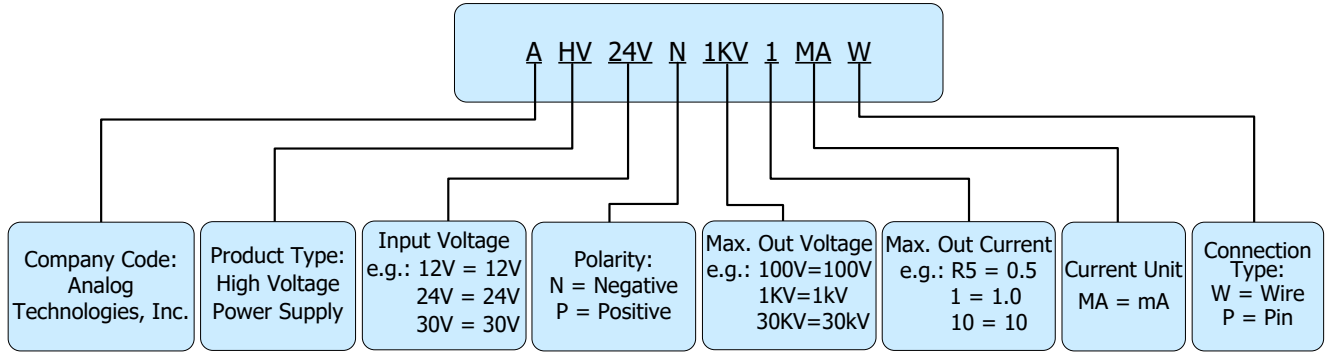 A HV 24V N 1KV 1 MA W
Company Code:
Analog
Technologies, Inc.
Product Type:
High Voltage
Power Supply
Input Voltage
e.g.: 12V = 12V
24V = 24V
30V = 30V
Polarity:
N = Negative
P = Positive
Max. Out Voltage
e.g.: 100V=100V
1KV=1kV
30KV=30kV
Max. Out Current
e.g.: R5 = 0.5
1 = 1.0
10 = 10
Current Unit
MA = mA
Connection
Type:
W = Wire
P = Pin